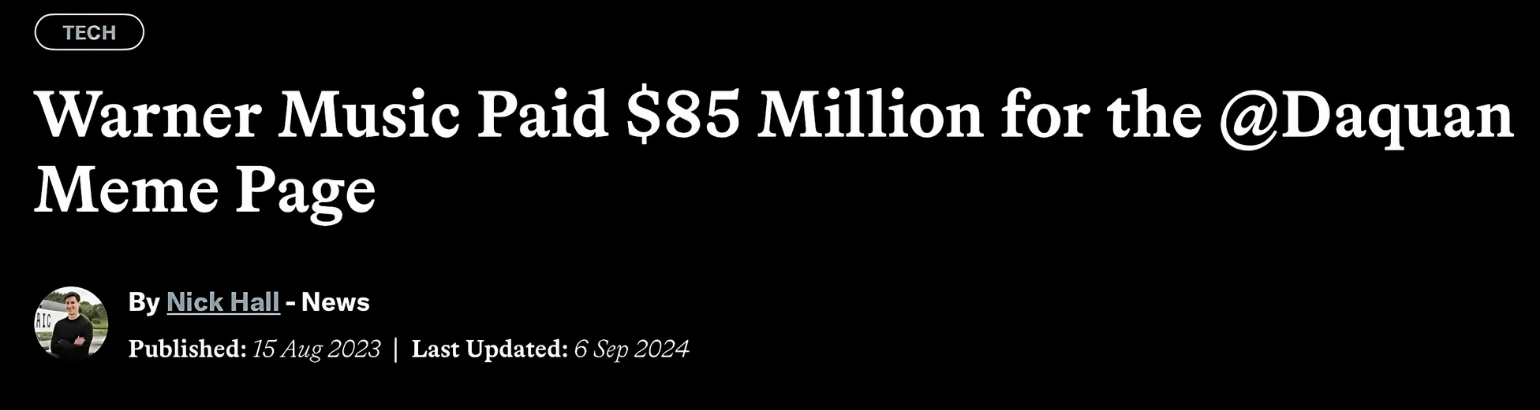 TECH
Warner Music Paid $85 Million for the @Daquan
Meme Page
By Nick Hall - News
Published: 15 Aug 2023 | Last Updated: 6 Sep 2024
AIC